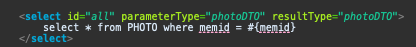 <select id="all" parameterType="photoDTO" resultType="photoDTO">
select * from PHOTO where memid = #{memid}
</select>